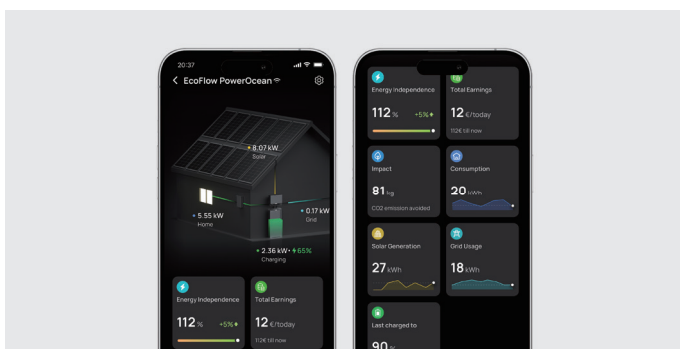 20:37
EcoFlow PowerOcean
8.07 kW
Solar
5.55 kW
Home
0.17 kW
Grid
2.36 kW 65%
Charging
Energy Independence
112 % +5%
Total Earnings
12 €/today
112€ till now
Energy Independence
112 % +5%
Total Earnings
12 €/today
112€ till now
Impact
81 kg
CO2 emission avoided
Consumption
20 kWh
Solar Generation
27 kWh
Grid Usage
18 kWh
Last charged to
90 %